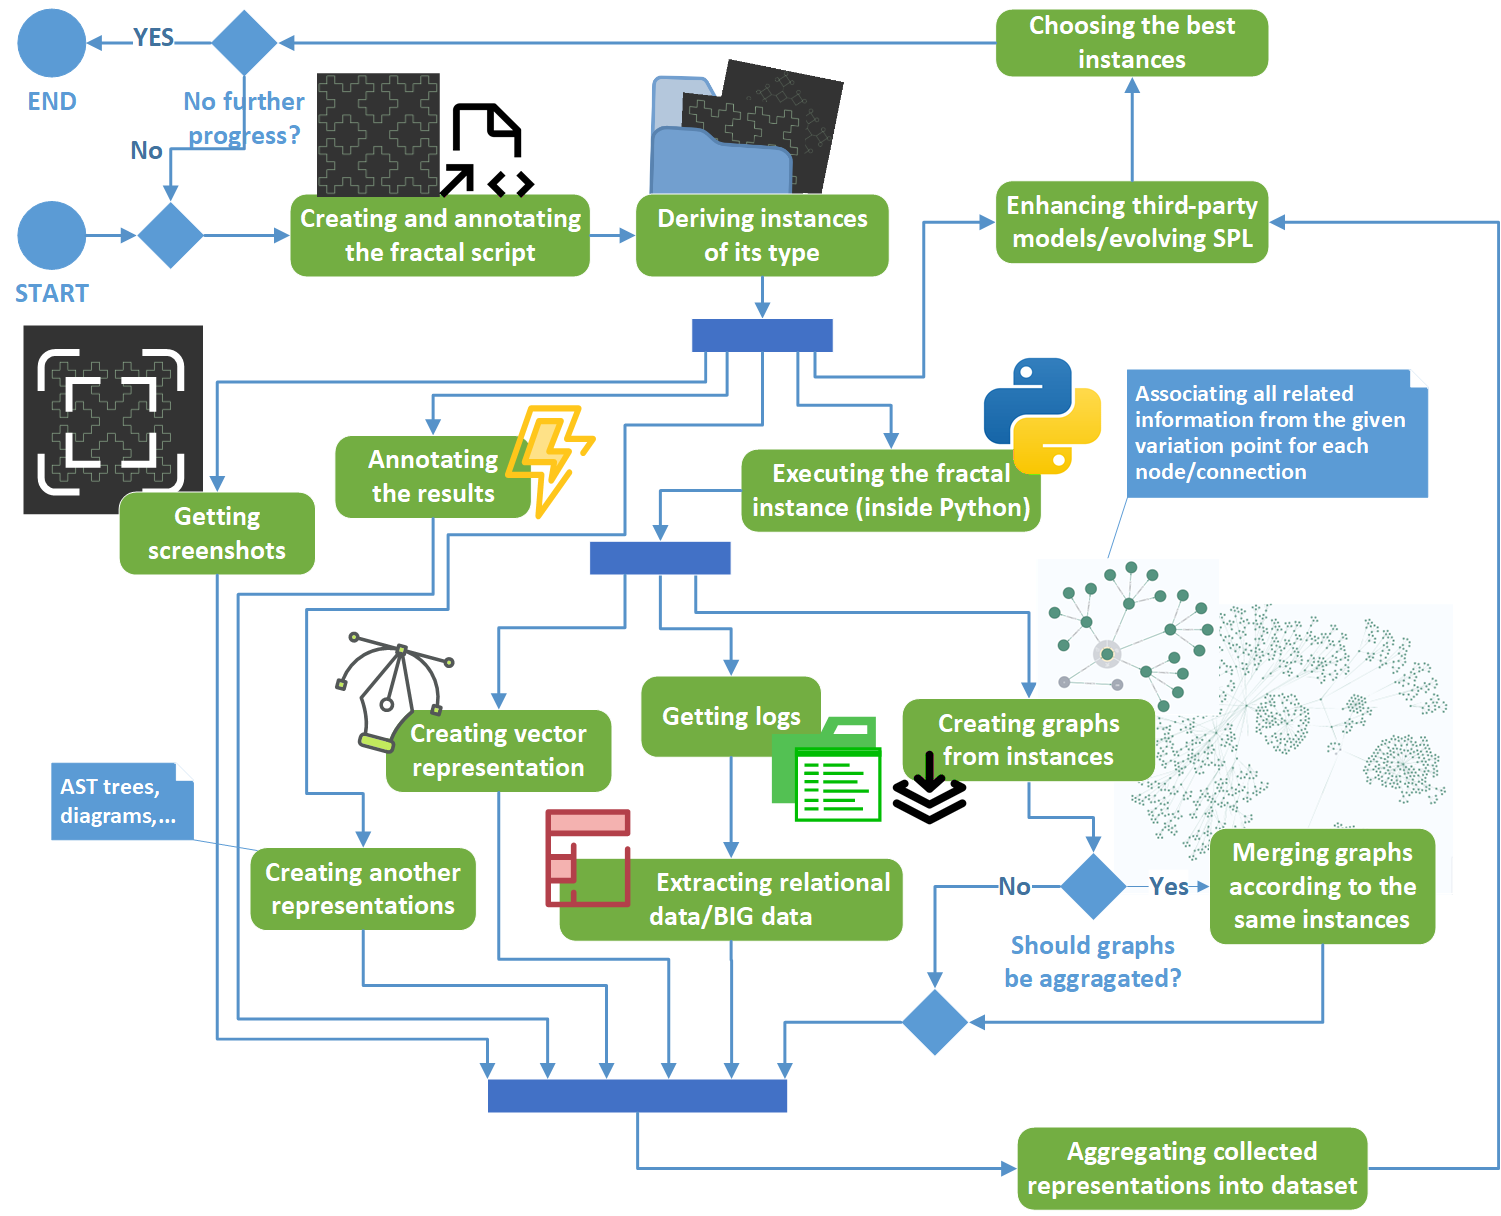 YES
END
No further
progress?
No
START
Choosing the best
instances
Creating and annotating
the fractal script
Deriving instances
of its type
Enhancing third-party
models/evolving SPL
Getting
screenshots
Annotating
the results
Executing the fractal
instance (inside Python)
Associating all related
information from the given
variation point for each
node/connection
Creating vector
representation
Getting logs
Creating graphs
from instances
AST trees,
diagrams,...
Creating another
representations
Extracting relational
data/BIG data
No
Yes
Should graphs
be aggragated?
Merging graphs
according to the
same instances
Aggregating collected
representations into dataset